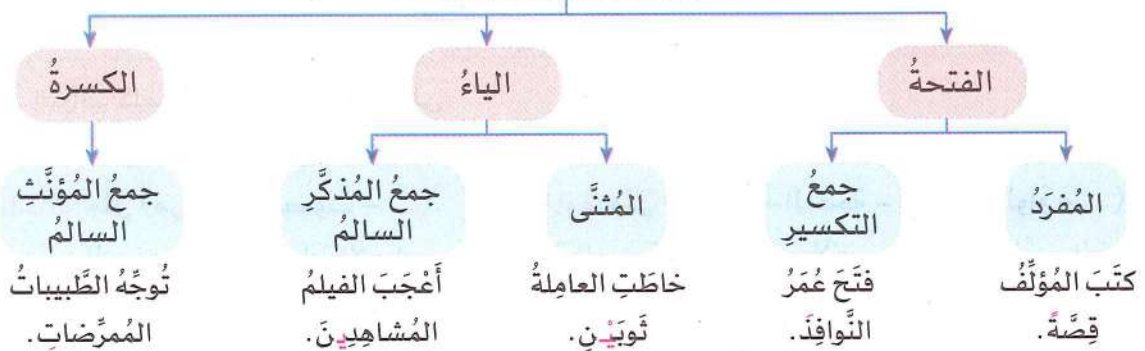 الفتحةُ
الياءُ
الكسرةُ
المُفرَدُ
جمعُ
التكسيرِ
المُثنَّى
جمعُ المُذكَّرِ
السالمُ
جمعُ المُؤنَّثِ
السالمُ
كتَبَ المُؤلِّفُ
قِصَّةً.
فتَحَ عُمَرُ
النَّوافِذَ.
خاطَتِ العامِلةُ
ثَوبَيْنِ.
أَعْجَبَ الفيلمُ
المُشاهِدِينَ.
تُوجِّهُ الطَّبيباتُ
المُمرِّضاتِ.